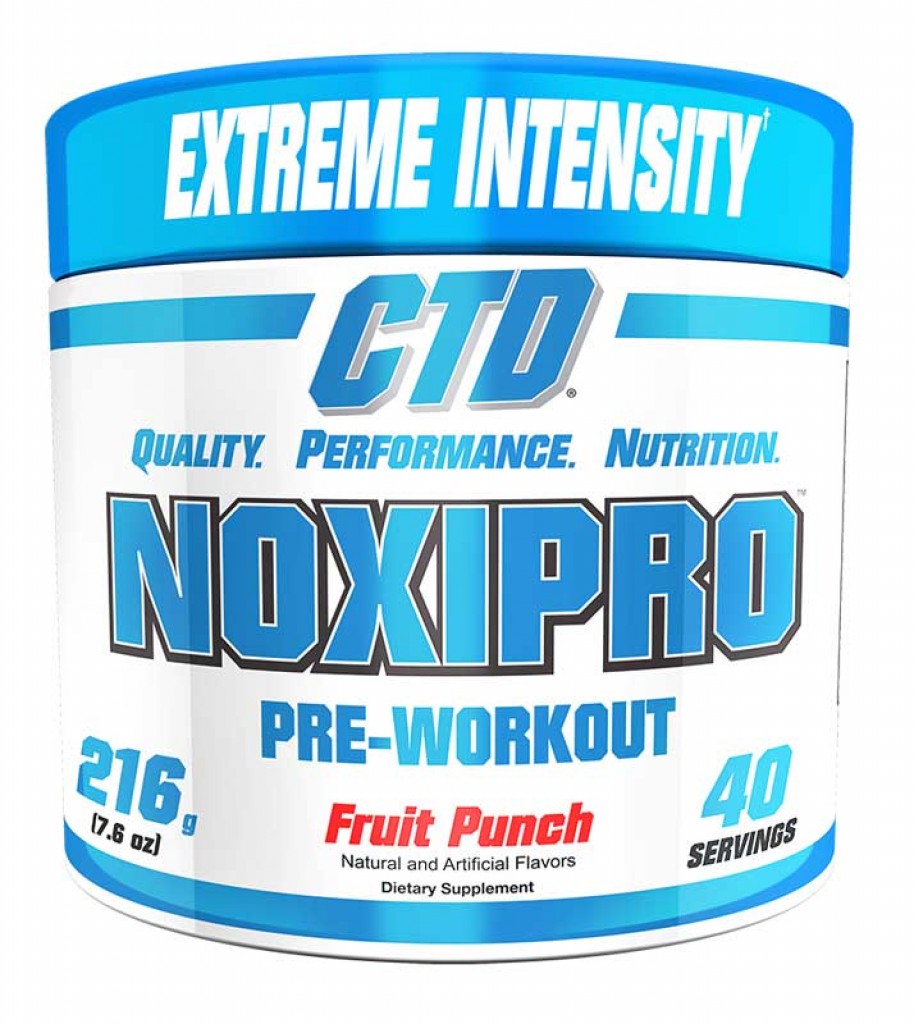 EXTREME INTENSITY†
CTD®
QUALITY. PERFORMANCE. NUTRITION.
NOXIPRO™
PRE-WORKOUT
216g
(7.6 oz)
40
SERVINGS
Fruit Punch
Natural and Artificial Flavors
Dietary Supplement